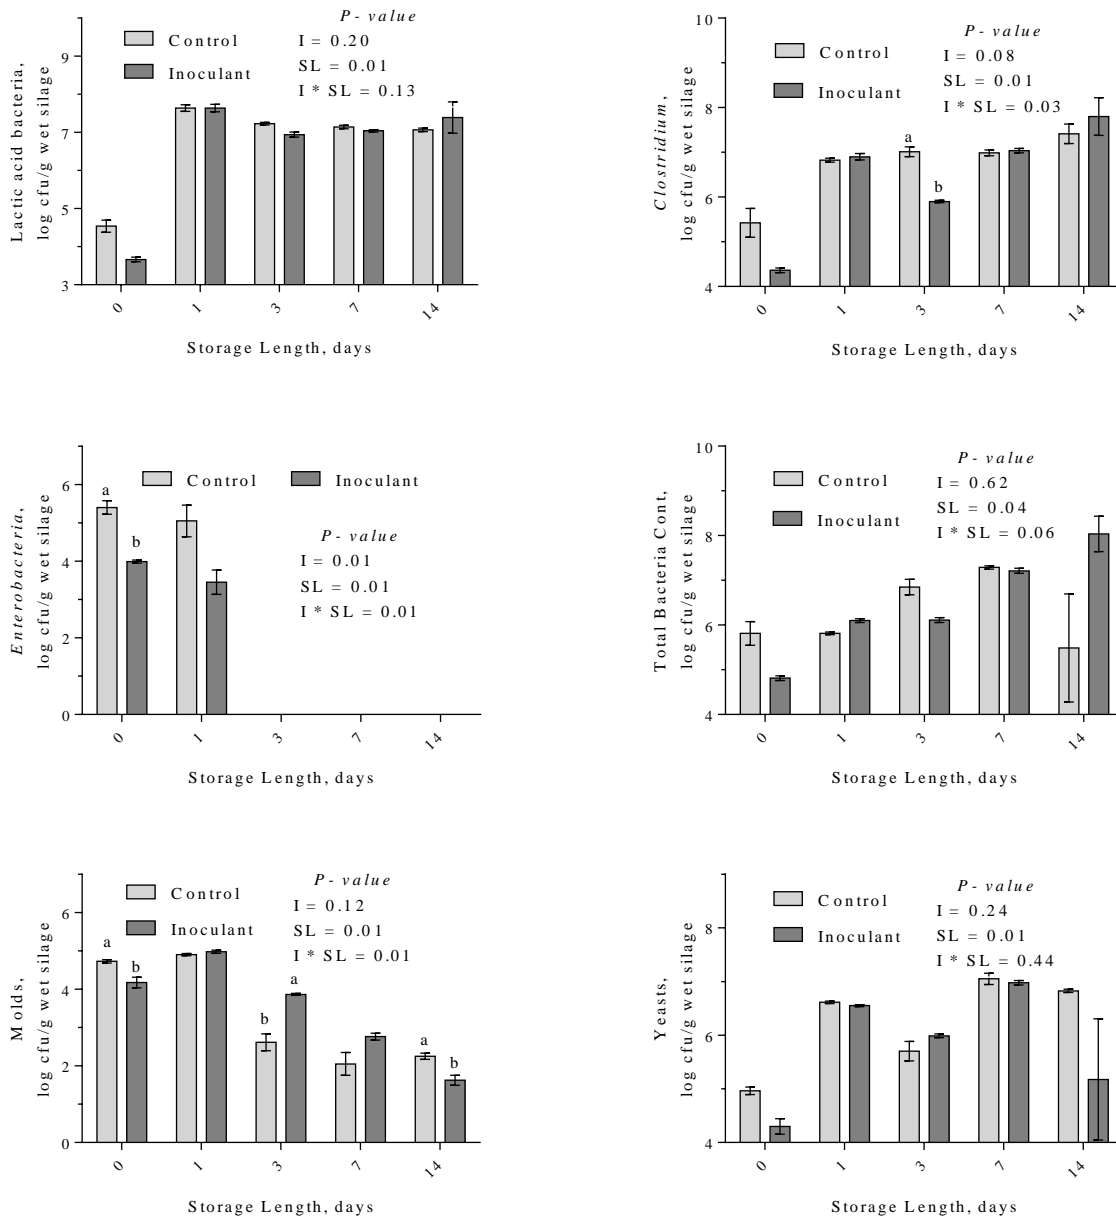 P- value
Control
I = 0.20
Inoculant
SL = 0.01
I * SL = 0.13
Lactic acid bacteria,
log cfu/g wet silage
9
7
5
3
0
1
3
7
14
Storage Length, days
P- value
Control
I = 0.08
SL = 0.01
Inoculant
I * SL = 0.03
Clostridium,
log cfu/g wet silage
10
8
6
4
a
b
0
1
3
7
14
Storage Length, days
Control
Inoculant
P- value
I = 0.01
SL = 0.01
I * SL = 0.01
Enterobacteria,
log cfu/g wet silage
6
4
2
0
a
b
0
1
3
7
14
Storage Length, days
P- value
Control
I = 0.62
SL = 0.04
Inoculant
I * SL = 0.06
Total Bacteria Cont,
log cfu/g wet silage
10
8
6
4
0
1
3
7
14
Storage Length, days
P- value
Control
I = 0.12
SL = 0.01
Inoculant
I * SL = 0.01
Molds,
log cfu/g wet silage
6
4
2
0
a
b
b
a
a
b
0
1
3
7
14
Storage Length, days
P- value
Control
I = 0.24
SL = 0.01
Inoculant
I * SL = 0.44
Yeasts,
log cfu/g wet silage
8
6
4
0
1
3
7
14
Storage Length, days